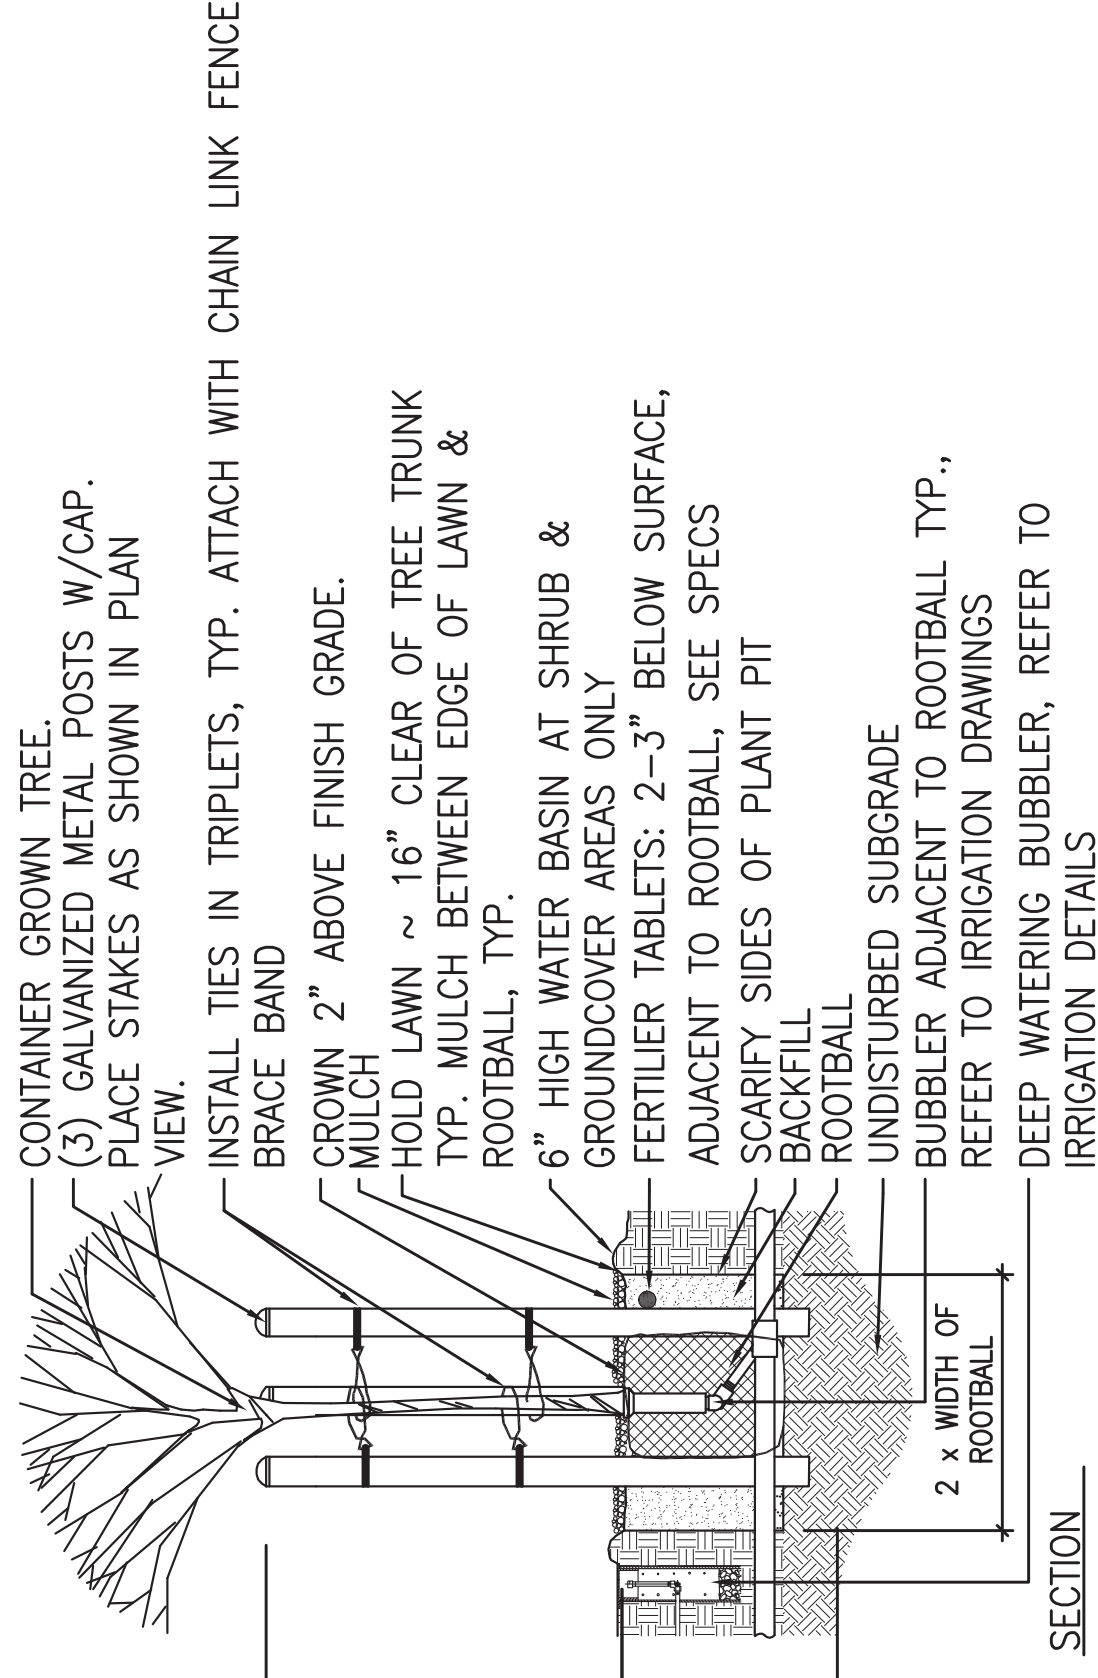 CONTAINER GROWN TREE.
(3) GALVANIZED METAL POSTS W/CAP.
PLACE STAKES AS SHOWN IN PLAN
VIEW.
INSTALL TIES IN TRIPLETS, TYP. ATTACH WITH CHAIN LINK FENCE
BRACE BAND
CROWN 2" ABOVE FINISH GRADE.
MULCH
HOLD LAWN ~ 16" CLEAR OF TREE TRUNK
TYP. MULCH BETWEEN EDGE OF LAWN &
ROOTBALL, TYP.
6" HIGH WATER BASIN AT SHRUB &
GROUNDCOVER AREAS ONLY
FERTILIER TABLETS: 2-3" BELOW SURFACE,
ADJACENT TO ROOTBALL, SEE SPECS
SCARIFY SIDES OF PLANT PIT
BACKFILL
ROOTBALL
UNDISTURBED SUBGRADE
BUBBLER ADJACENT TO ROOTBALL TYP.,
REFER TO IRRIGATION DRAWINGS
DEEP WATERING BUBBLER, REFER TO
IRRIGATION DETAILS
2 x WIDTH OF
ROOTBALL
SECTION